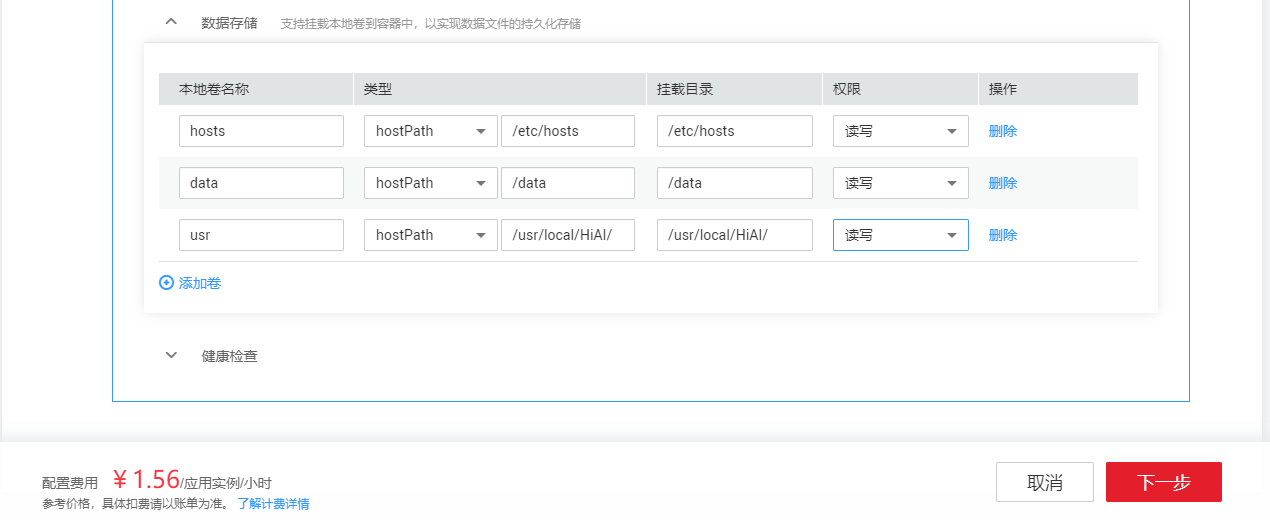 数据存储 支持挂载本地卷到容器中，以实现数据文件的持久化存储
本地卷名称 类型 挂载目录 权限 操作
hosts hostPath /etc/hosts /etc/hosts 读写 删除
data hostPath /data /data 读写 删除
usr hostPath /usr/local/HiAI/ /usr/local/HiAI/ 读写 删除
添加卷
健康检查
配置费用 ¥1.56/应用实例/小时 取消 下一步
参考价格，具体扣费请以账单为准。 了解计费详情